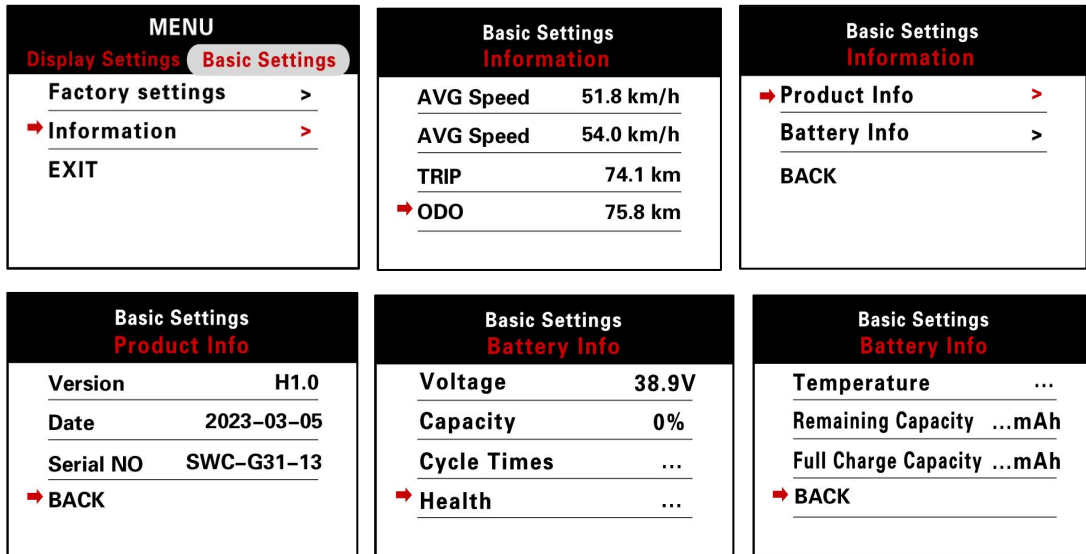 MENU
Display Settings Basic Settings
Factory settings >
Information >
EXIT
Basic Settings
Information
AVG Speed 51.8 km/h
AVG Speed 54.0 km/h
TRIP 74.1 km
ODO 75.8 km
Basic Settings
Information
Product Info >
Battery Info >
BACK
Basic Settings
Product Info
Version H1.0
Date 2023–03–05
Serial NO SWC–G31–13
BACK
Basic Settings
Battery Info
Voltage 38.9V
Capacity 0%
Cycle Times ...
Health ...
Basic Settings
Battery Info
Temperature ...
Remaining Capacity ...mAh
Full Charge Capacity ...mAh
BACK